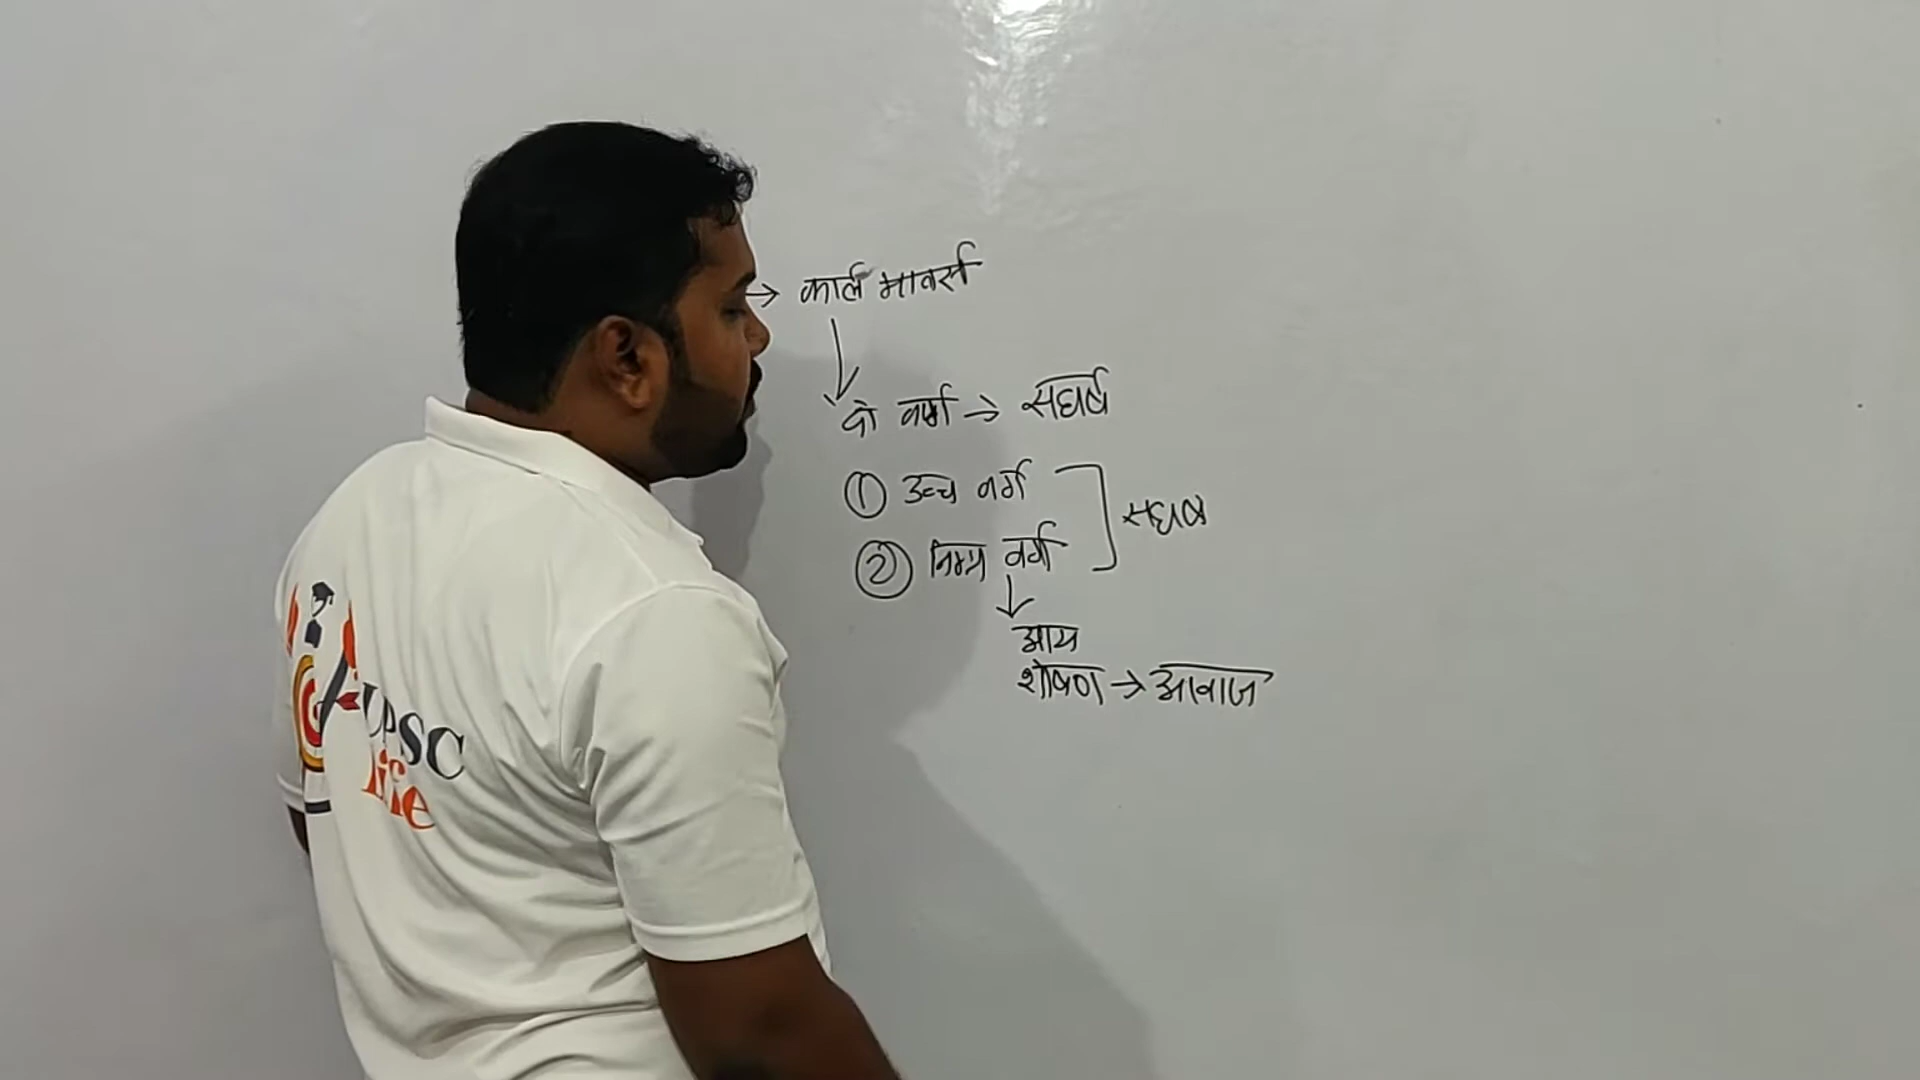 → कार्ल मार्क्स
दो वर्ग → संघर्ष
① उच्च वर्ग
② निम्न वर्ग
संघर्ष
आय
शोषण → आवाज
UPSC
life